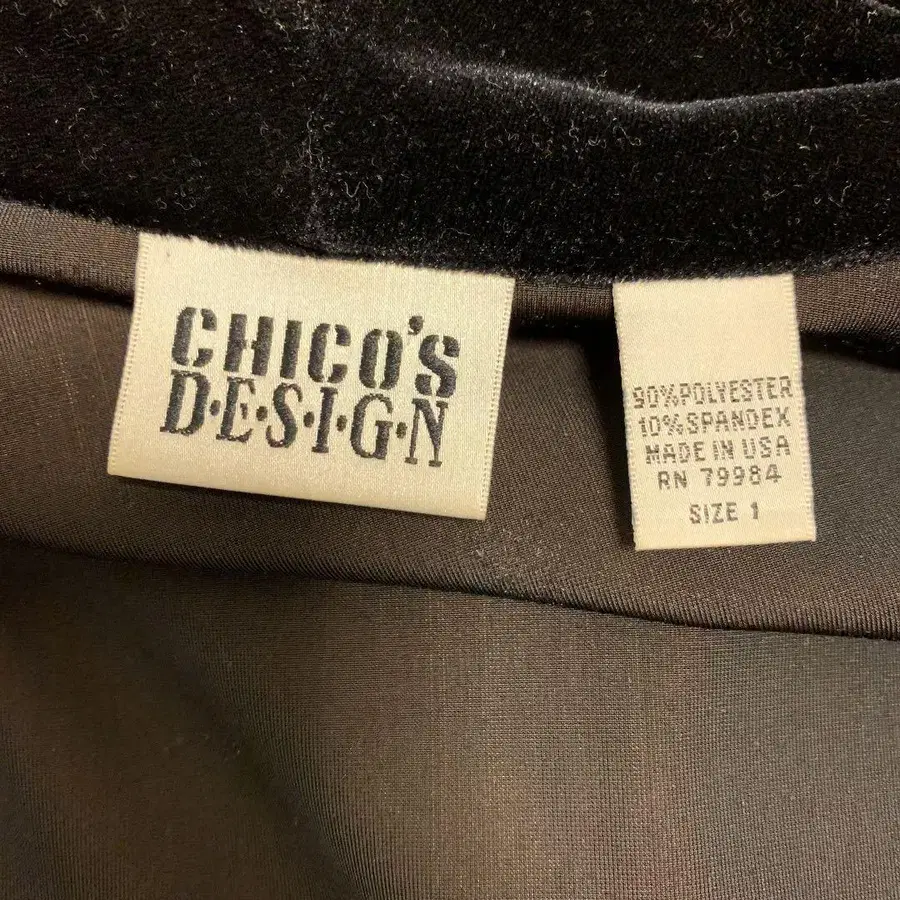 CHICO'S
D·E·S·I·G·N
90%POLYESTER
10%SPANDEX
MADE IN USA
RN 79984
SIZE 1